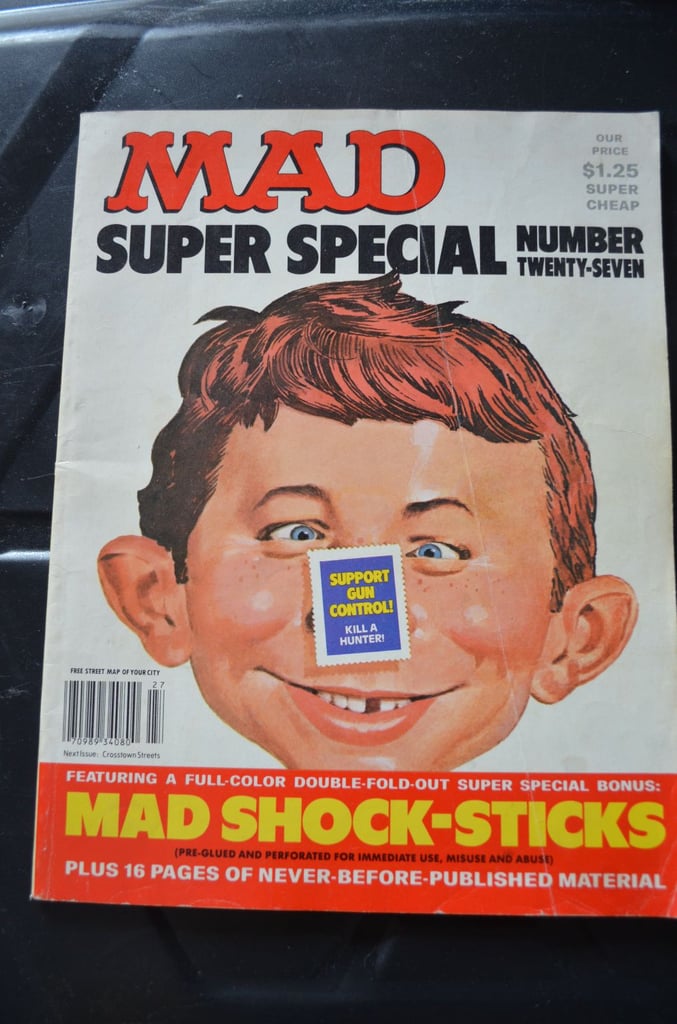 MAD
OUR
PRICE
$1.25
SUPER
CHEAP
SUPER SPECIAL
NUMBER
TWENTY-SEVEN
SUPPORT
GUN
CONTROL!
KILL A
HUNTER!
FREE STREET MAP OF YOUR CITY
27
70989 34080
Next Issue: Crosstown Streets
FEATURING A FULL-COLOR DOUBLE-FOLD-OUT SUPER SPECIAL BONUS:
MAD SHOCK-STICKS
(PRE-GLUED AND PERFORATED FOR IMMEDIATE USE, MISUSE AND ABUSE)
PLUS 16 PAGES OF NEVER-BEFORE-PUBLISHED MATERIAL